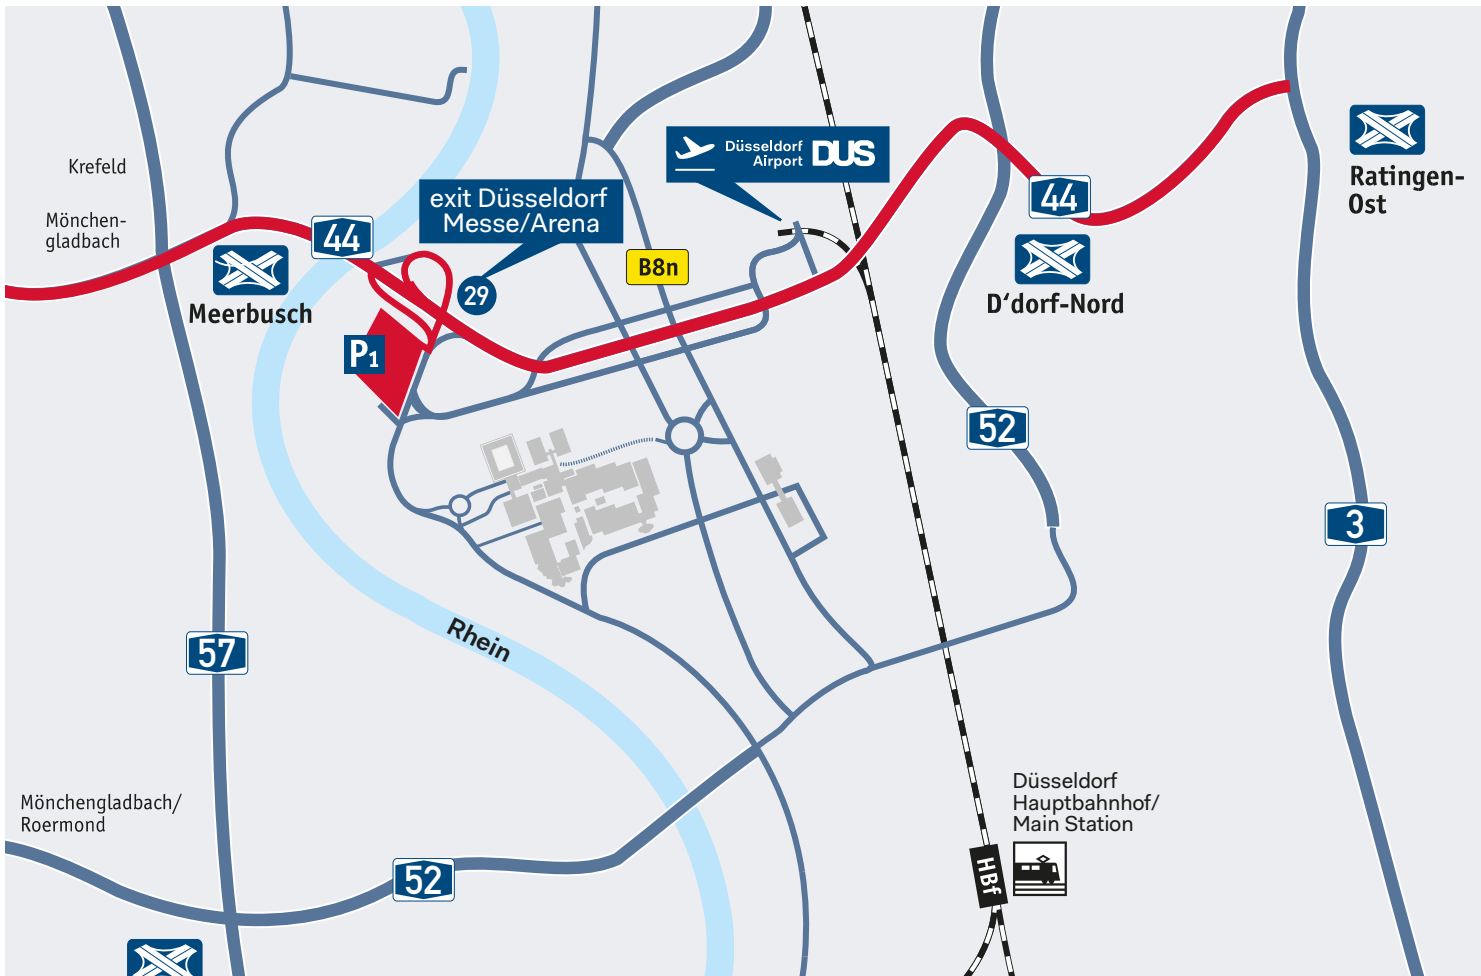 Krefeld
Mönchen-
gladbach
44
Meerbusch
exit Düsseldorf
Messe/Arena
29
P1
B8n
Düsseldorf
Airport
DUS
44
D‘dorf-Nord
Ratingen-
Ost
52
3
57
Rhein
Mönchengladbach/
Roermond
52
Düsseldorf
Hauptbahnhof/
Main Station
HBf